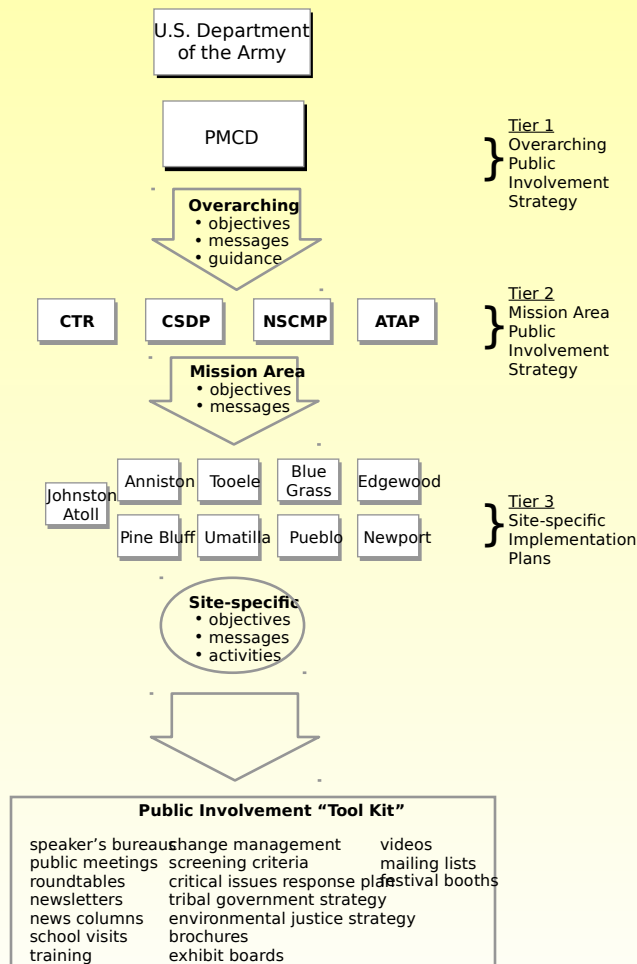 U.S. Department
of the Army
PMCD
Tier 1
Overarching
Public
Involvement
Strategy
Overarching
• objectives
• messages
• guidance
CTR
CSDP
NSCMP
ATAP
Tier 2
Mission Area
Public
Involvement
Strategy
Mission Area
• objectives
• messages
Johnston
Atoll
Anniston
Tooele
Blue
Grass
Edgewood
Pine Bluff
Umatilla
Pueblo
Newport
Tier 3
Site-specific
Implementation
Plans
Site-specific
• objectives
• messages
• activities
Public Involvement “Tool Kit”
speaker’s bureaus
public meetings
roundtables
newsletters
news columns
school visits
training
change management
screening criteria
critical issues response plan
tribal government strategy
environmental justice strategy
brochures
exhibit boards
videos
mailing lists
festival booths